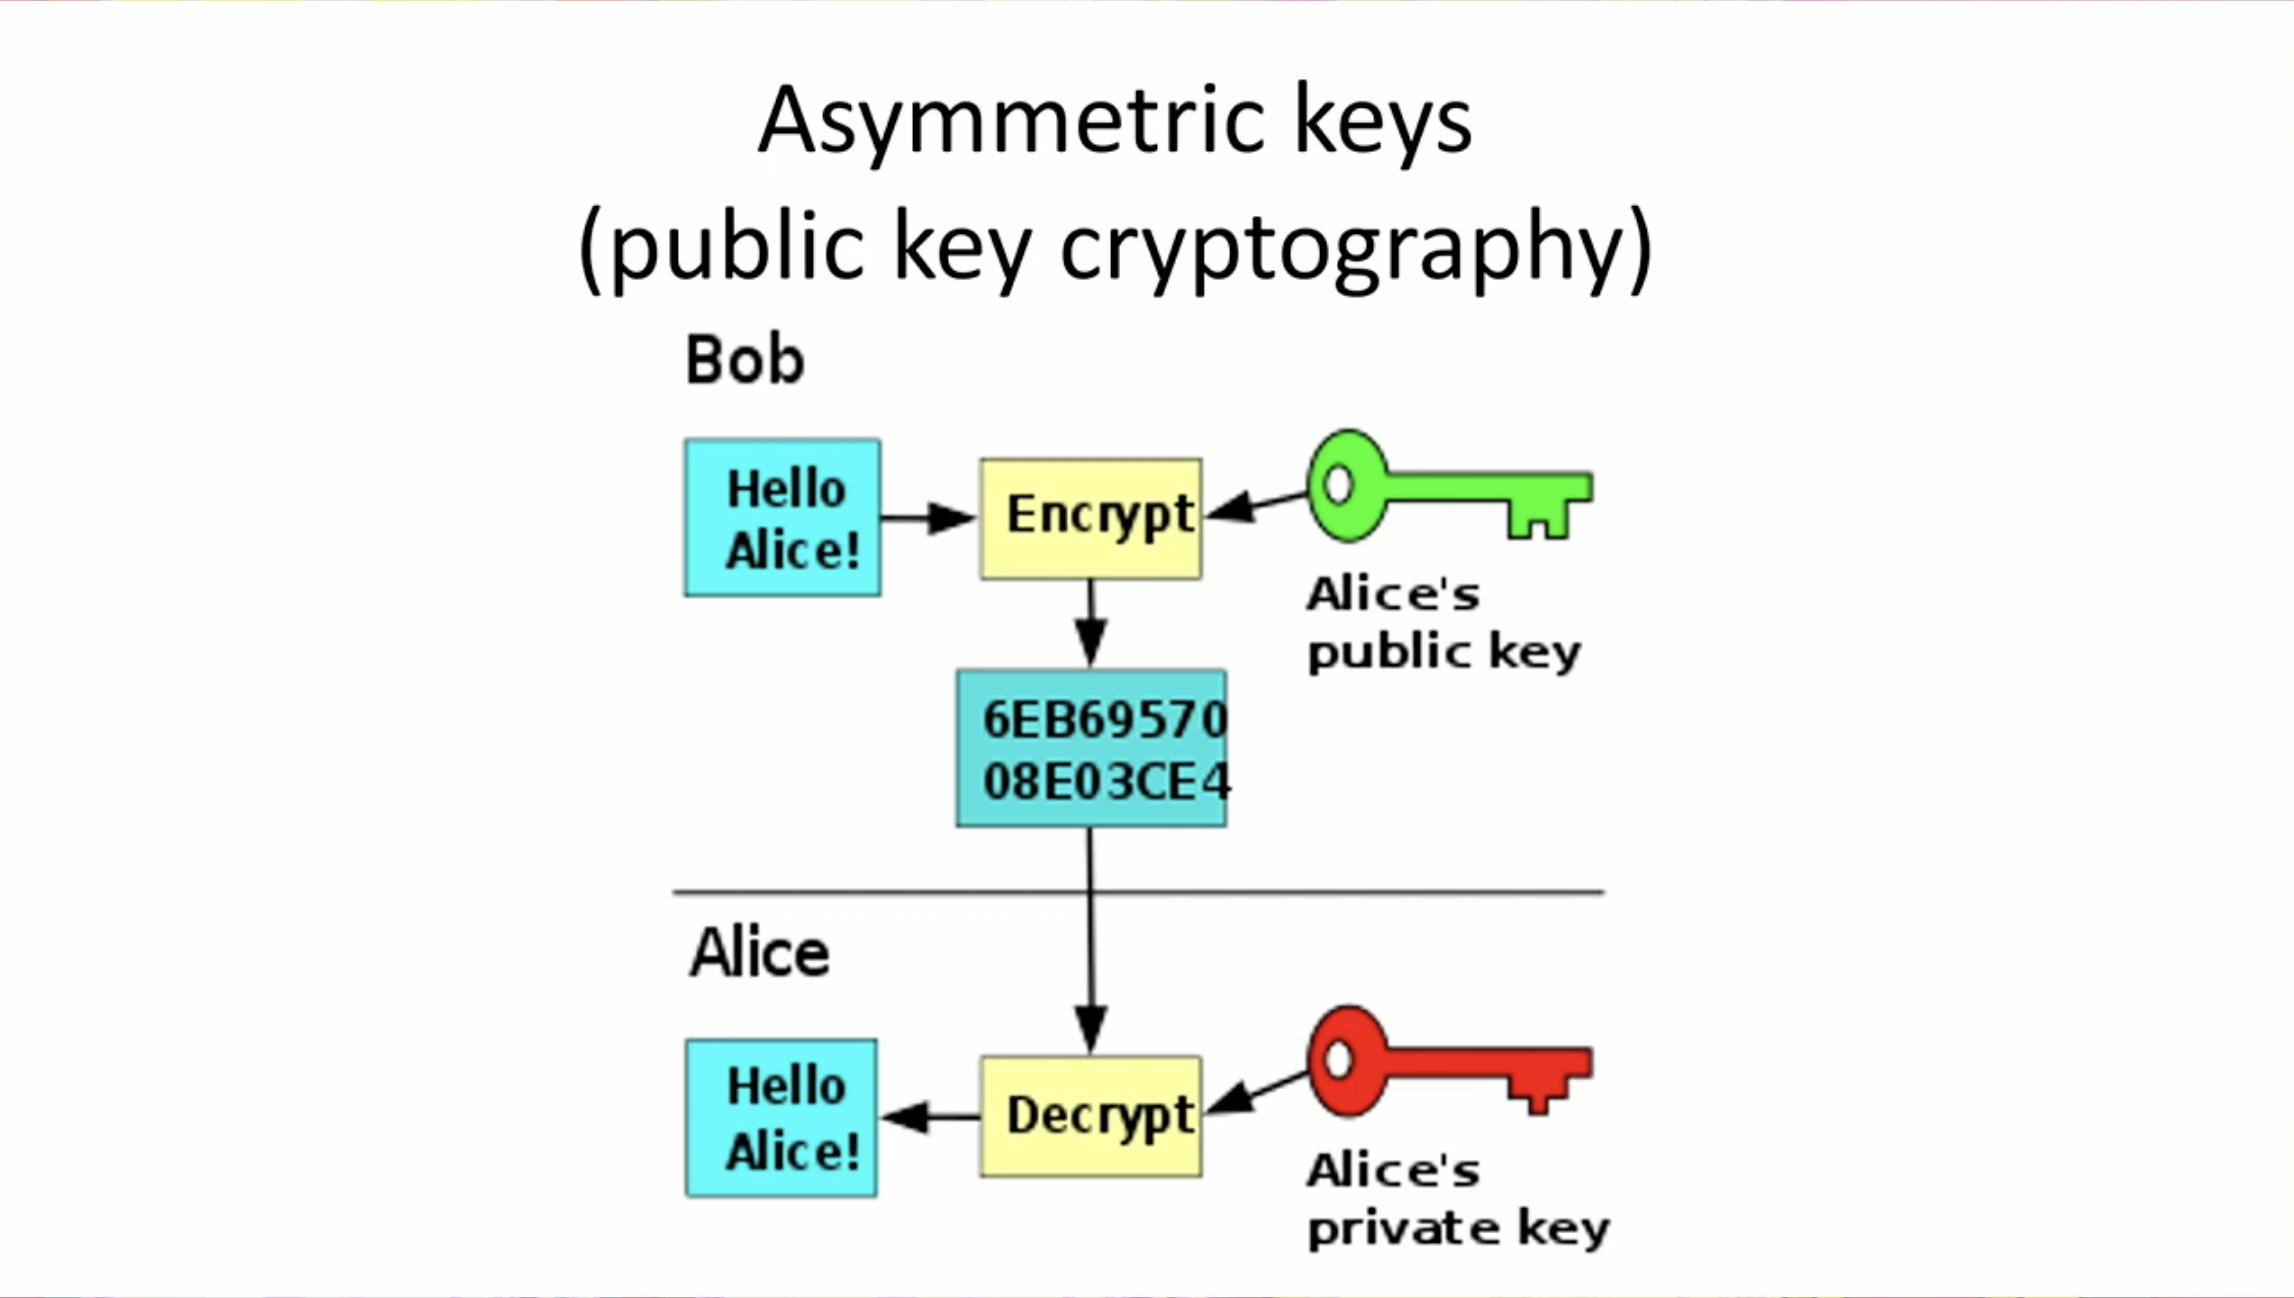 Asymmetric keys
(public key cryptography)
Bob
Hello
Alice!
Encrypt
Alice's
public key
6EB69570
08E03CE4
Alice
Hello
Alice!
Decrypt
Alice's
private key